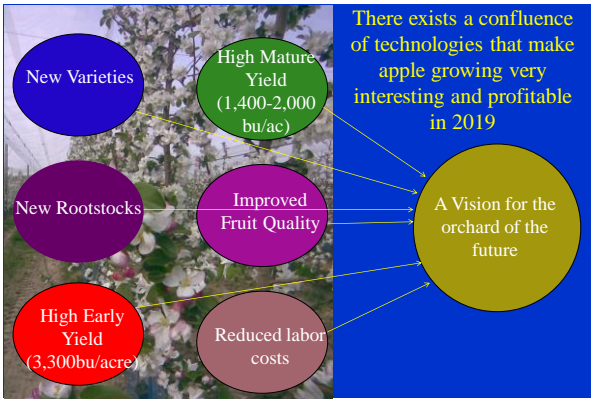 There exists a confluence
of technologies that make
apple growing very
interesting and profitable
in 2019
New Varieties
High Mature
Yield
(1,400-2,000
bu/ac)
New Rootstocks
Improved
Fruit Quality
High Early
Yield
(3,300bu/acre)
Reduced labor
costs
A Vision for the
orchard of the
future